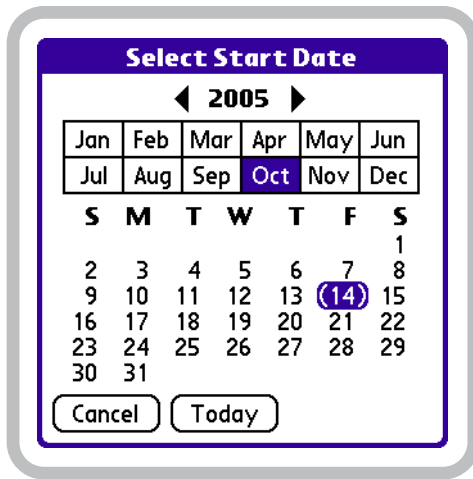 Select Start Date
2005
Jan Feb Mar Apr May Jun
Jul Aug Sep Oct Nov Dec
S M T W T F S
1
2 3 4 5 6 7 8
9 10 11 12 13 (14) 15
16 17 18 19 20 21 22
23 24 25 26 27 28 29
30 31
Cancel Today